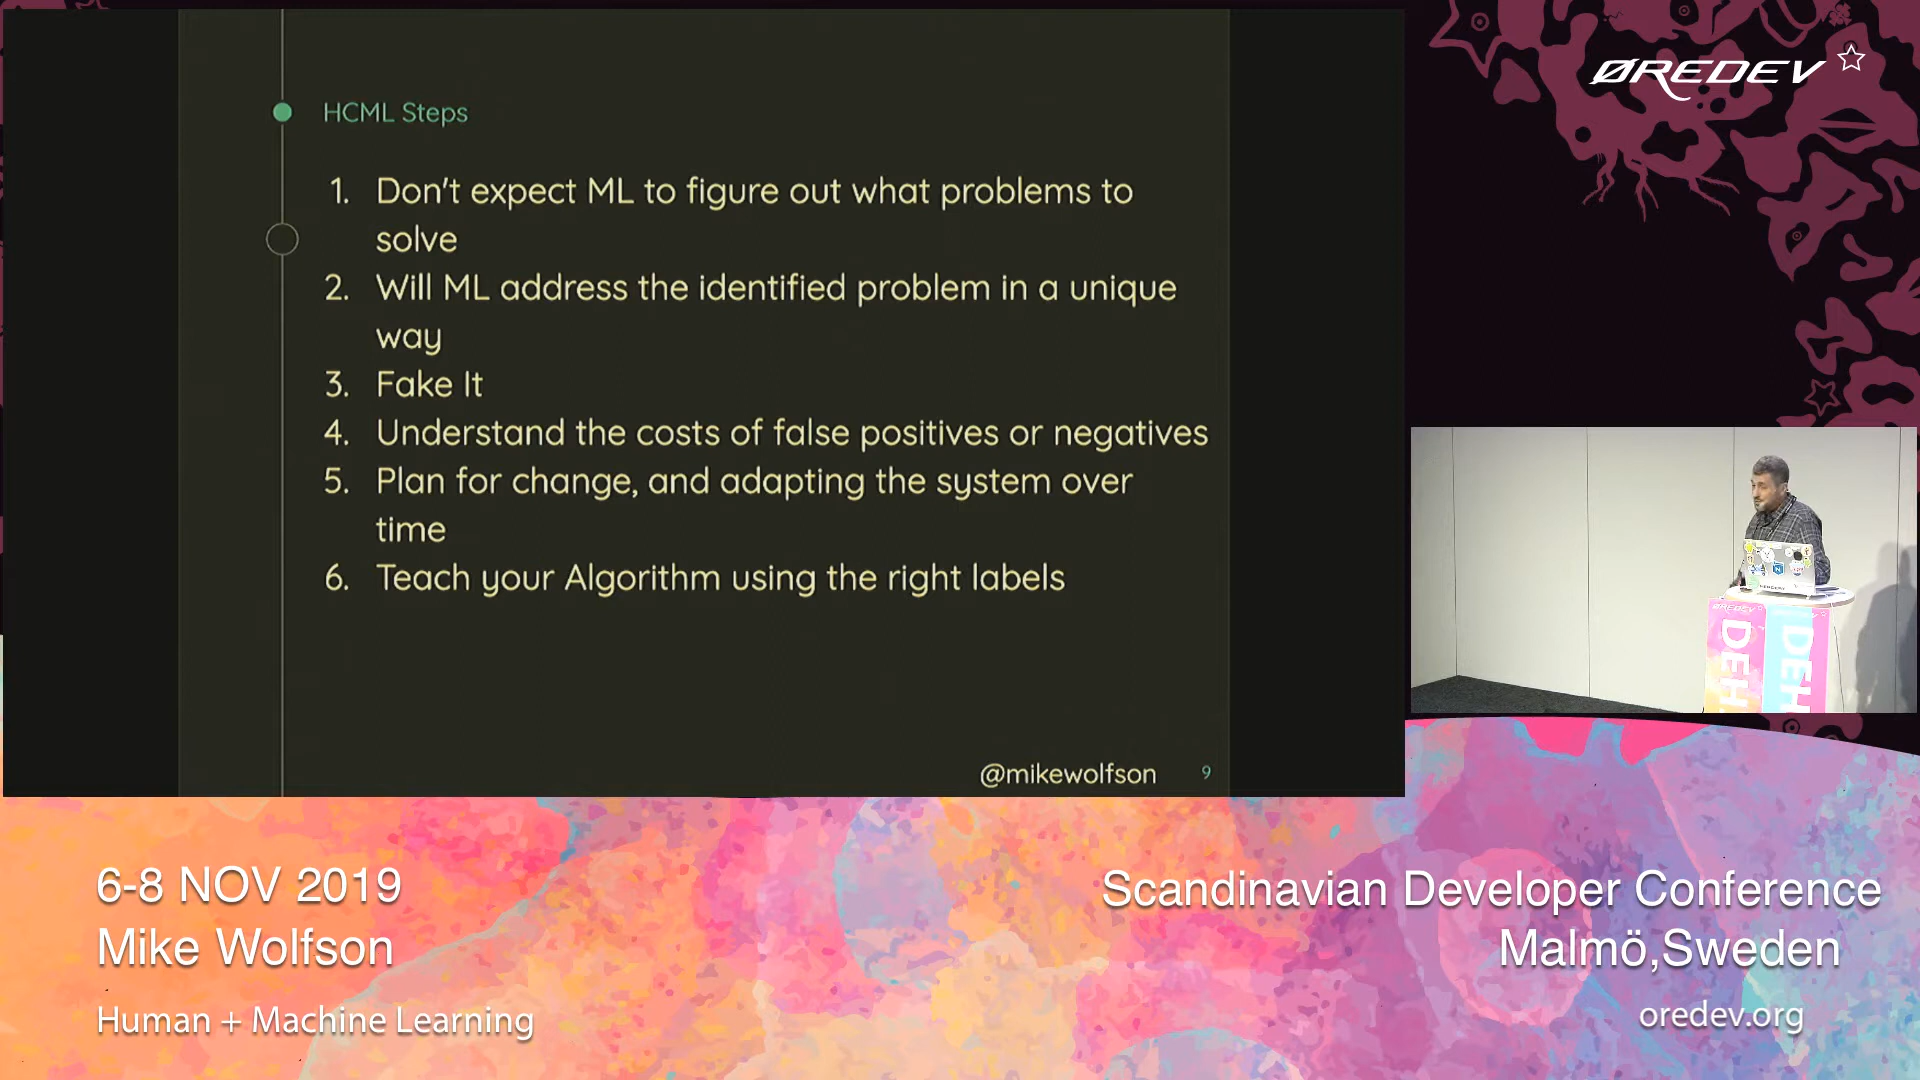 HCML Steps
1. Don't expect ML to figure out what problems to
solve
2. Will ML address the identified problem in a unique
way
3. Fake It
4. Understand the costs of false positives or negatives
5. Plan for change, and adapting the system over
time
6. Teach your Algorithm using the right labels
@mikewolfson 9
ØREDEV
ØREDEV
DEH
DEH
6-8 NOV 2019
Mike Wolfson
Human + Machine Learning
Scandinavian Developer Conference
Malmö,Sweden
oredev.org